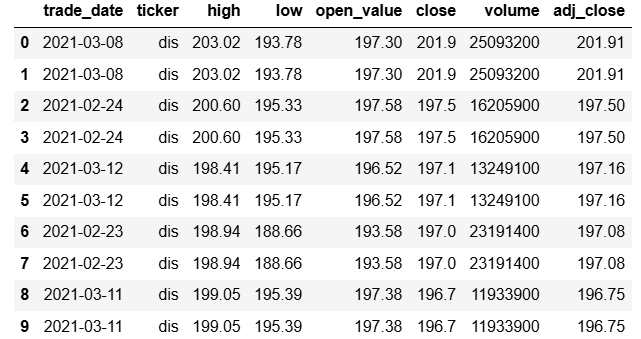 trade_date ticker high low open_value close volume adj_close
0 2021-03-08 dis 203.02 193.78 197.30 201.9 25093200 201.91
1 2021-03-08 dis 203.02 193.78 197.30 201.9 25093200 201.91
2 2021-02-24 dis 200.60 195.33 197.58 197.5 16205900 197.50
3 2021-02-24 dis 200.60 195.33 197.58 197.5 16205900 197.50
4 2021-03-12 dis 198.41 195.17 196.52 197.1 13249100 197.16
5 2021-03-12 dis 198.41 195.17 196.52 197.1 13249100 197.16
6 2021-02-23 dis 198.94 188.66 193.58 197.0 23191400 197.08
7 2021-02-23 dis 198.94 188.66 193.58 197.0 23191400 197.08
8 2021-03-11 dis 199.05 195.39 197.38 196.7 11933900 196.75
9 2021-03-11 dis 199.05 195.39 197.38 196.7 11933900 196.75